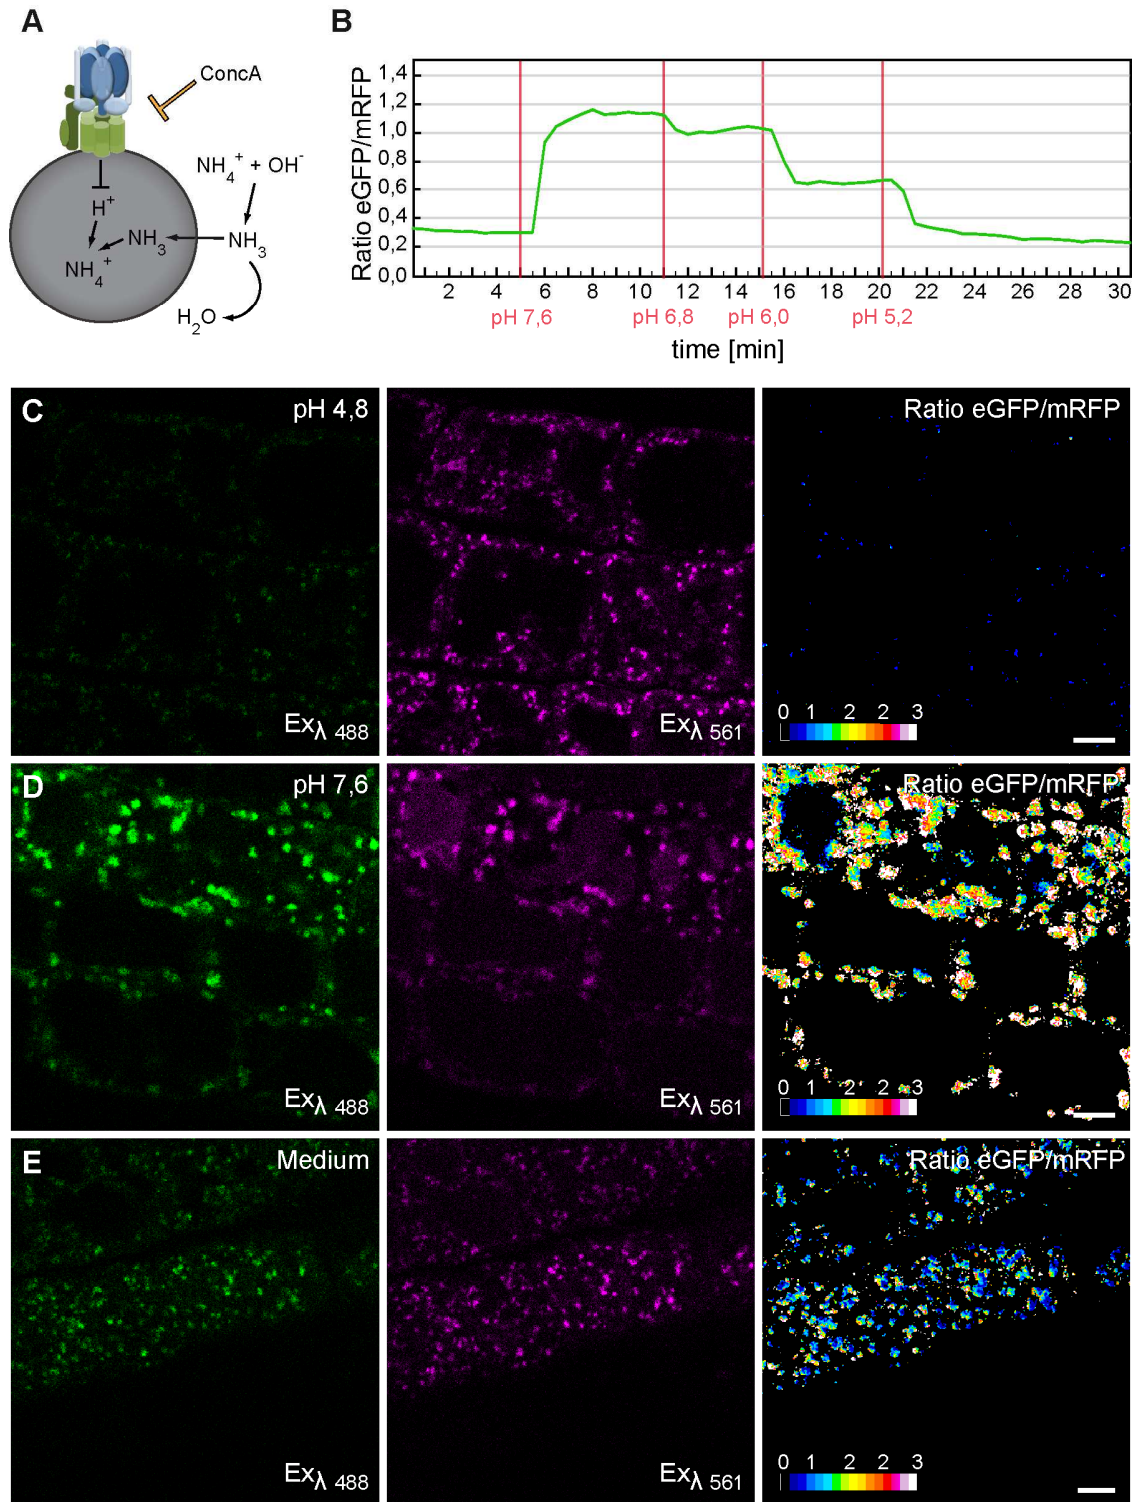 A
ConcA
NH4+ + OH-
H+
NH3
NH3
NH4+
H2O
B
Ratio eGFP/mRFP
1,4
1,2
1,0
0,8
0,6
0,4
0,2
0,0
2 4 6 8 10 12 14 16 18 20 22 24 26 28 30
pH 7,6 pH 6,8 pH 6,0 pH 5,2
time [min]
C pH 4,8 Ratio eGFP/mRFP
0 1 2 2 3
Exλ 488 Exλ 561
D pH 7,6 Ratio eGFP/mRFP
0 1 2 2 3
Exλ 488 Exλ 561
E Medium Ratio eGFP/mRFP
0 1 2 2 3
Exλ 488 Exλ 561